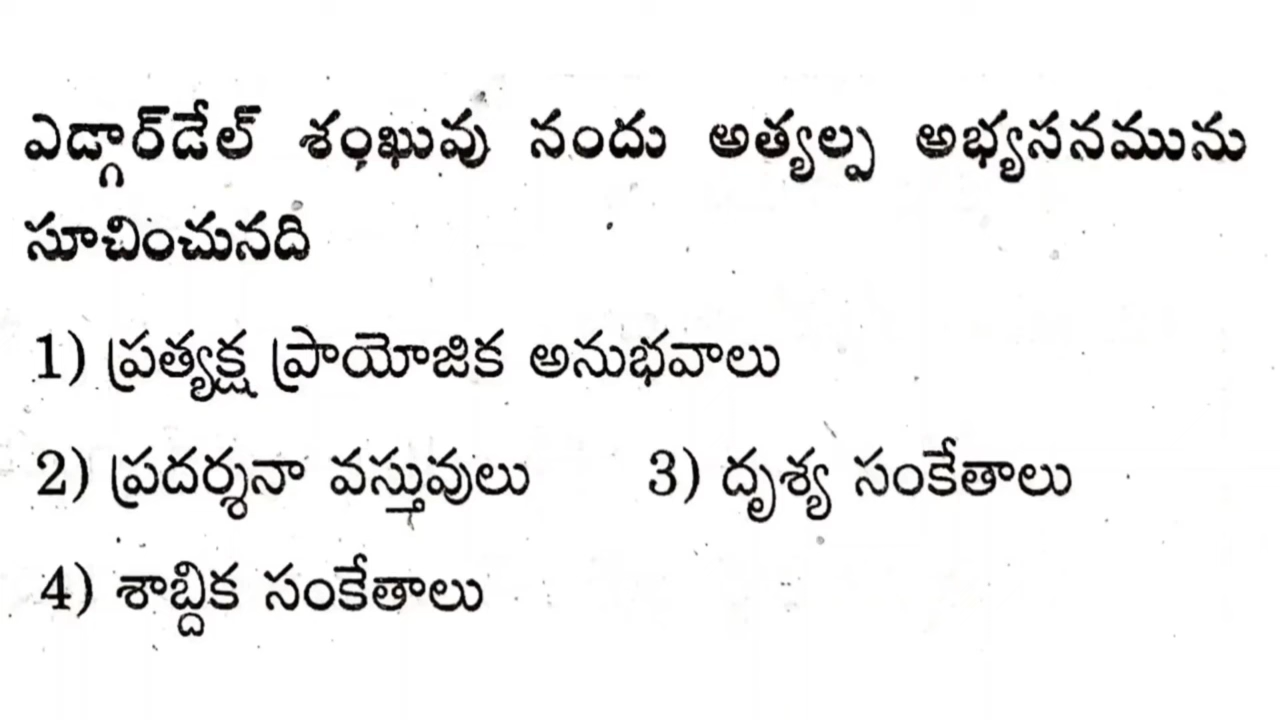 ఎడ్గార్‌డేల్ శంఖువు నందు అత్యల్ప అభ్యసనమును
సూచించునది
1) ప్రత్యక్ష ప్రాయోజిక అనుభవాలు
2) ప్రదర్శనా వస్తువులు 3) దృశ్య సంకేతాలు
4) శాబ్దిక సంకేతాలు